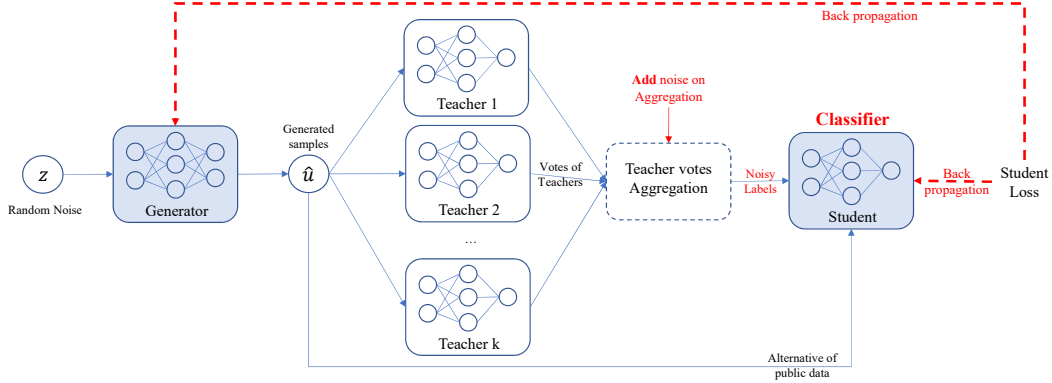 Back propagation
Teacher 1
Add noise on
Aggregation
Classifier
Generated
samples
z
Random Noise
Generator
û
Teacher 2
Votes of
Teachers
Teacher votes
Aggregation
Noisy
Labels
Student
Back
propagation
Student
Loss
...
Teacher k
Alternative of
public data